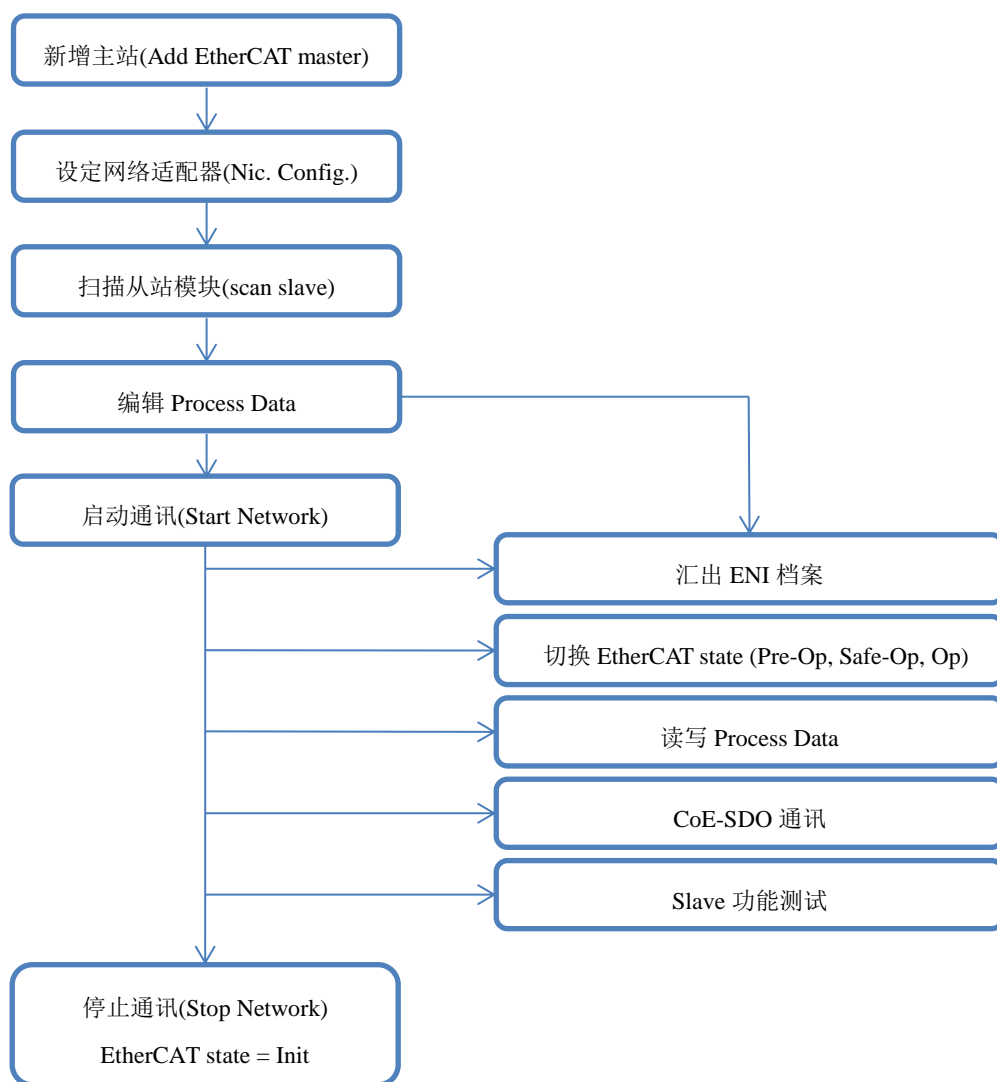 新增主站(Add EtherCAT master)
设定网络适配器(Nic. Config.)
扫描从站模块(scan slave)
编辑 Process Data
启动通讯(Start Network)
汇出 ENI 档案
切换 EtherCAT state (Pre-Op, Safe-Op, Op)
读写 Process Data
CoE-SDO 通讯
Slave 功能测试
停止通讯(Stop Network)
EtherCAT state = Init